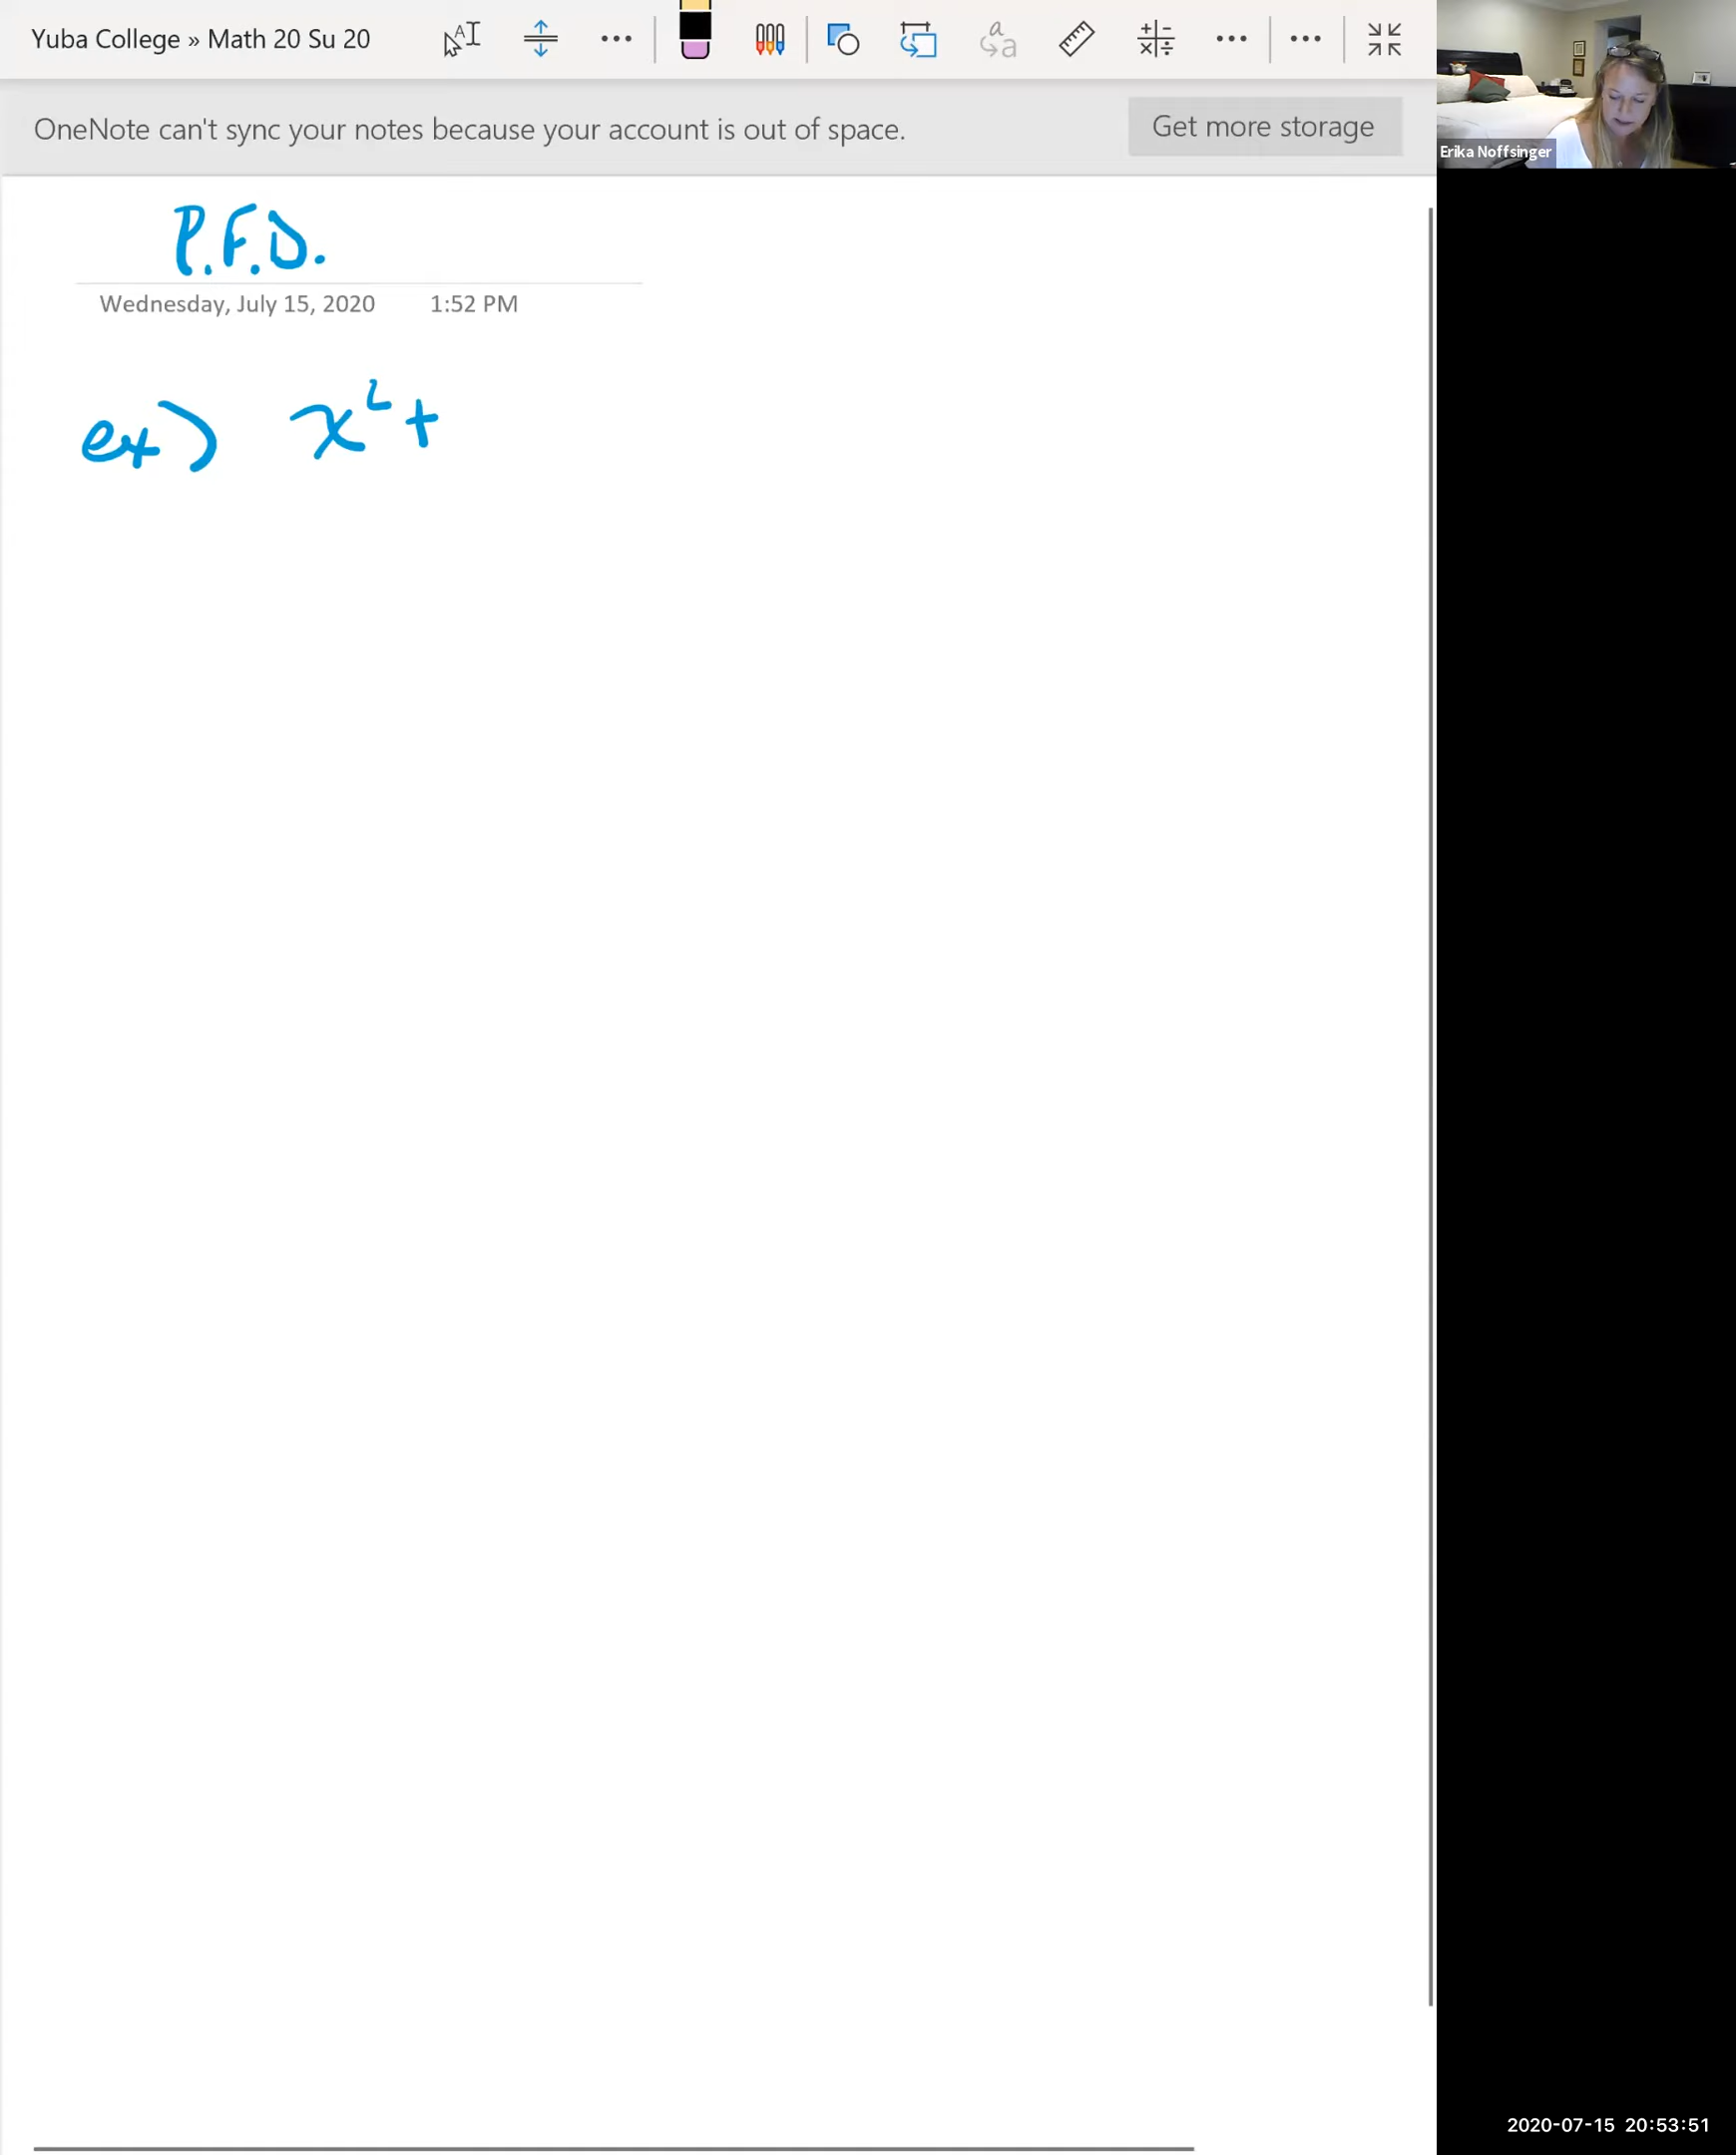 Yuba College » Math 20 Su 20
OneNote can't sync your notes because your account is out of space.
Get more storage
Erika Noffsinger
P.F.D.
Wednesday, July 15, 2020 1:52 PM
ex) x² +
2020-07-15 20:53:51